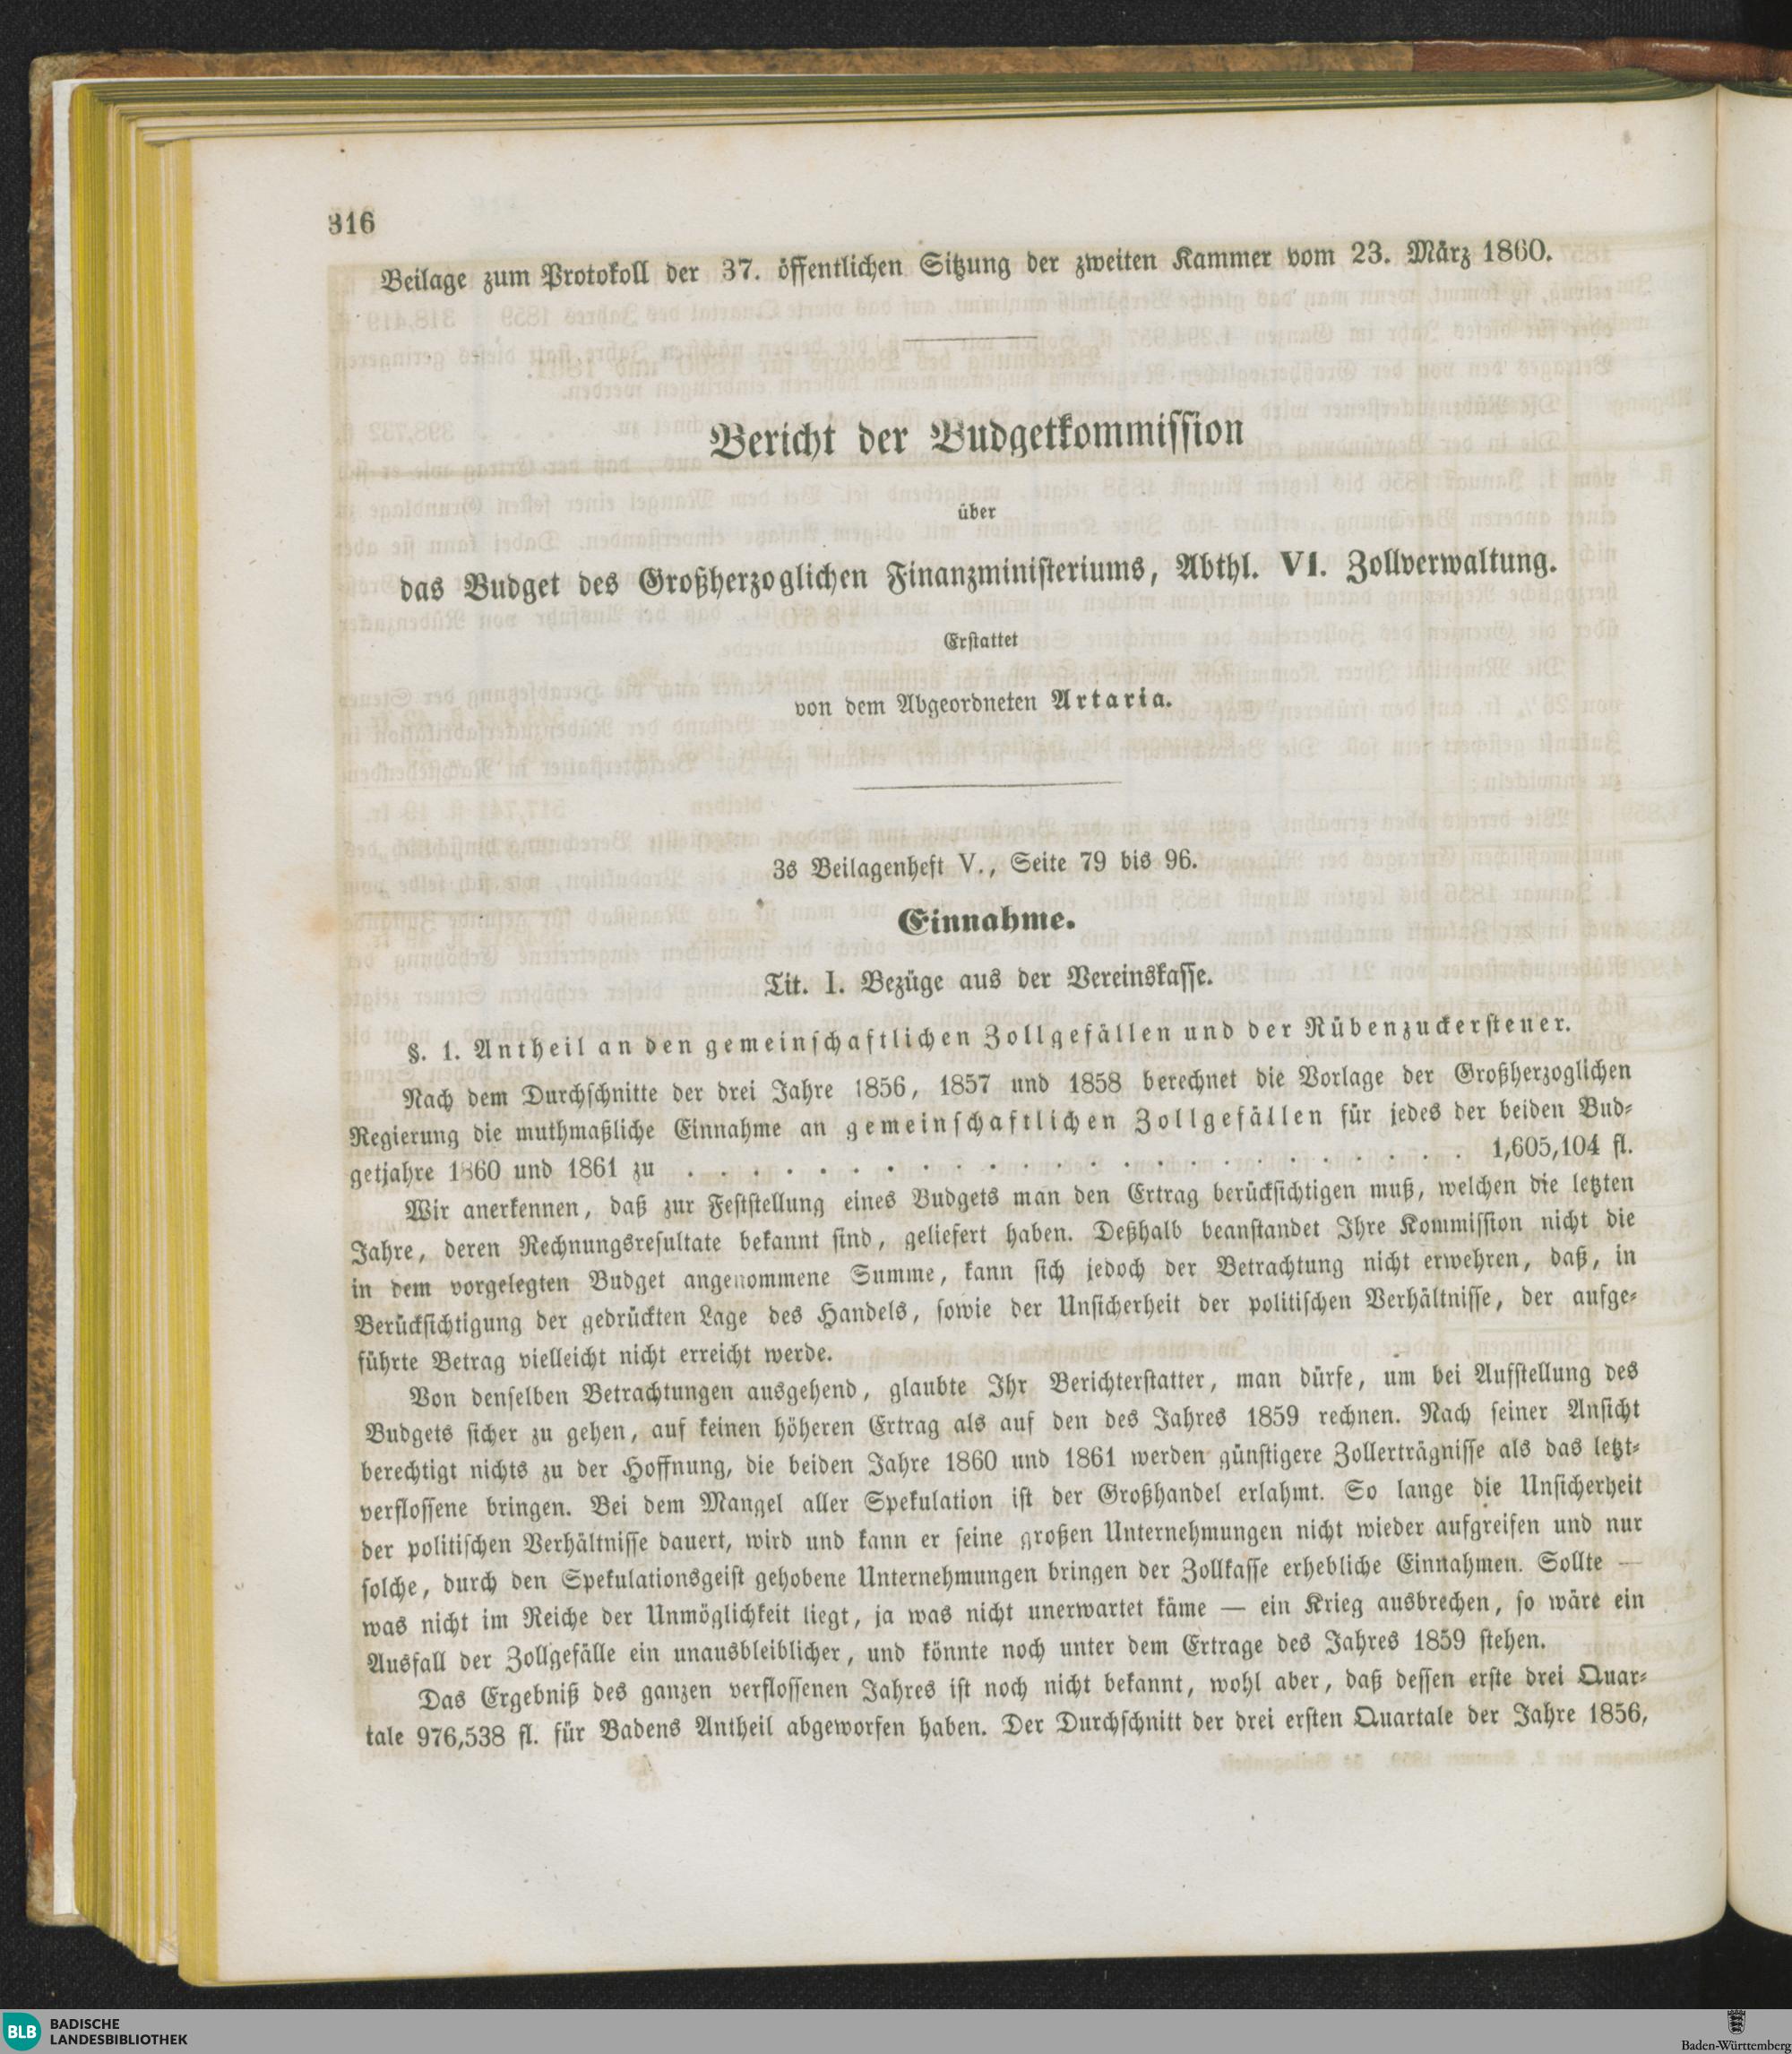 316
Beilage zum Protokoll der 37. öffentlichen Sitzung der zweiten Kammer vom 23. März 1860.
Bericht der Budgetkommission
über
das Budget des Großherzoglichen Finanzministeriums, Abthl. VI. Zollverwaltung.
Erstattet
von dem Abgeordneten Artaria.
3s Beilagenheft V., Seite 79 bis 96.
Einnahme.
Tit. I. Bezüge aus der Vereinskasse.
§. 1. Antheil an den gemeinschaftlichen Zollgefällen und der Rübenzuckersteuer.
Nach dem Durchschnitte der drei Jahre 1856, 1857 und 1858 berechnet die Vorlage der Großherzoglichen
Regierung die muthmaßliche Einnahme an gemeinschaftlichen Zollgefällen für jedes der beiden Bud-
getjahre 1860 und 1861 zu . . . . . . . . . . . . . . . . . . . . . . . . 1,605,104 fl.
Wir anerkennen, daß zur Feststellung eines Budgets man den Ertrag berücksichtigen muß, welchen die letzten
Jahre, deren Rechnungsresultate bekannt sind, geliefert haben. Deßhalb beanstandet Ihre Kommission nicht die
in dem vorgelegten Budget angenommene Summe, kann sich jedoch der Betrachtung nicht erwehren, daß, in
Berücksichtigung der gedrückten Lage des Handels, sowie der Unsicherheit der politischen Verhältnisse, der aufge-
führte Betrag vielleicht nicht erreicht werde.
Von denselben Betrachtungen ausgehend, glaubte Ihr Berichterstatter, man dürfe, um bei Aufstellung des
Budgets sicher zu gehen, auf keinen höheren Ertrag als auf den des Jahres 1859 rechnen. Nach seiner Ansicht
berechtigt nichts zu der Hoffnung, die beiden Jahre 1860 und 1861 werden günstigere Zollerträgnisse als das letzt-
verflossene bringen. Bei dem Mangel aller Spekulation ist der Großhandel erlahmt. So lange die Unsicherheit
der politischen Verhältnisse dauert, wird und kann er seine großen Unternehmungen nicht wieder aufgreifen und nur
solche, durch den Spekulationsgeist gehobene Unternehmungen bringen der Zollkasse erhebliche Einnahmen. Sollte —
was nicht im Reiche der Unmöglichkeit liegt, ja was nicht unerwartet käme — ein Krieg ausbrechen, so wäre ein
Ausfall der Zollgefälle ein unausbleiblicher, und könnte noch unter dem Ertrage des Jahres 1859 stehen.
Das Ergebniß des ganzen verflossenen Jahres ist noch nicht bekannt, wohl aber, daß dessen erste drei Quar-
tale 976,538 fl. für Badens Antheil abgeworfen haben. Der Durchschnitt der drei ersten Quartale der Jahre 1856,
BLB BADISCHE
LANDESBIBLIOTHEK
Baden-Württemberg